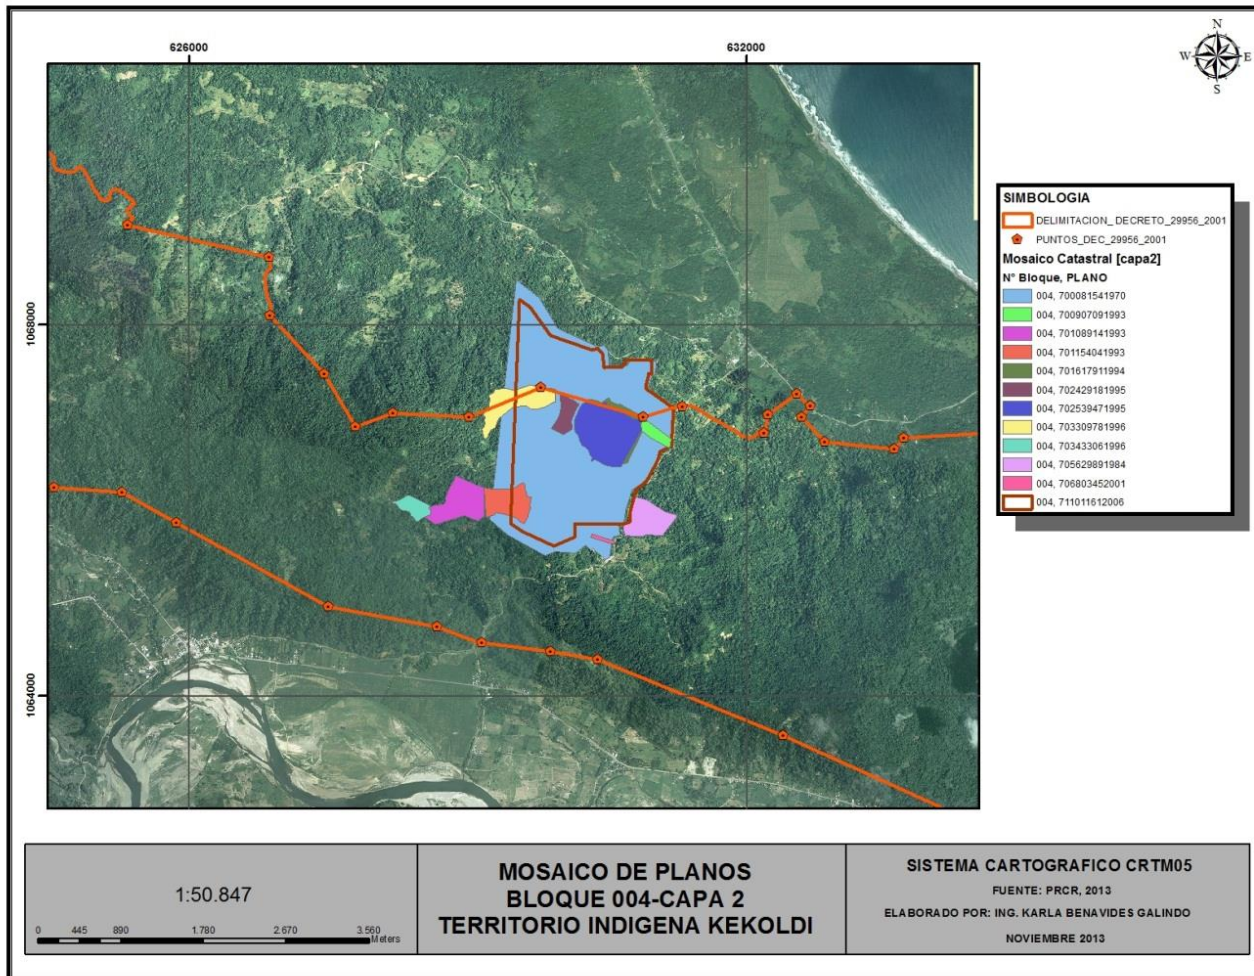 N
W E
S
626000 632000
1068000
1064000
SIMBOLOGIA
DELIMITACION_ DECRETO_29956_2001
PUNTOS_DEC_29956_2001
Mosaico Catastral [capa2]
N° Bloque, PLANO
004, 700081541970
004, 700907091993
004, 701089141993
004, 701154041993
004, 701617911994
004, 702429181995
004, 702539471995
004, 703309781996
004, 703433061996
004, 705629891984
004, 706803452001
004, 711011612006
1:50.847
0 445 890 1.780 2.670 3.560
Meters
MOSAICO DE PLANOS
BLOQUE 004-CAPA 2
TERRITORIO INDIGENA KEKOLDI
SISTEMA CARTOGRAFICO CRTM05
FUENTE: PRCR, 2013
ELABORADO POR: ING. KARLA BENAVIDES GALINDO
NOVIEMBRE 2013